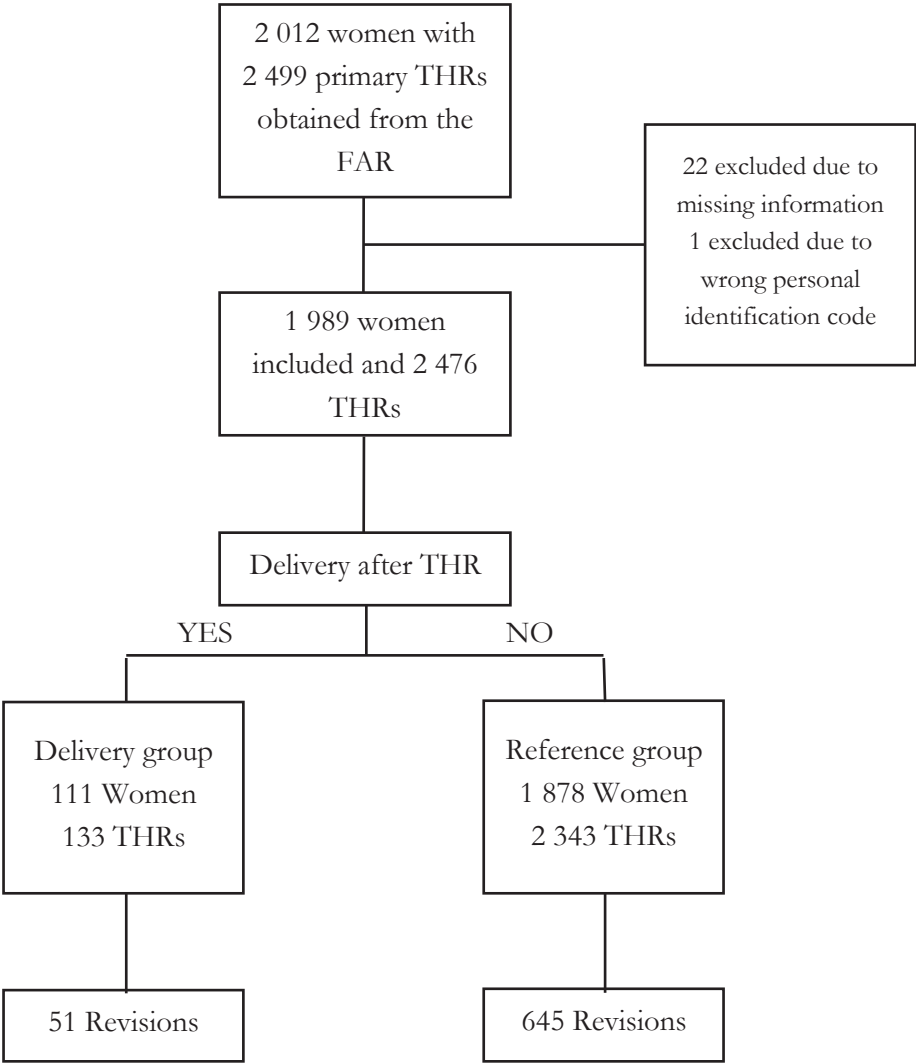 2 012 women with
2 499 primary THRs
obtained from the
FAR
22 excluded due to
missing information
1 excluded due to
wrong personal
identification code
1 989 women
included and 2 476
THRs
Delivery after THR
YES
NO
Delivery group
111 Women
133 THRs
Reference group
1 878 Women
2 343 THRs
51 Revisions
645 Revisions